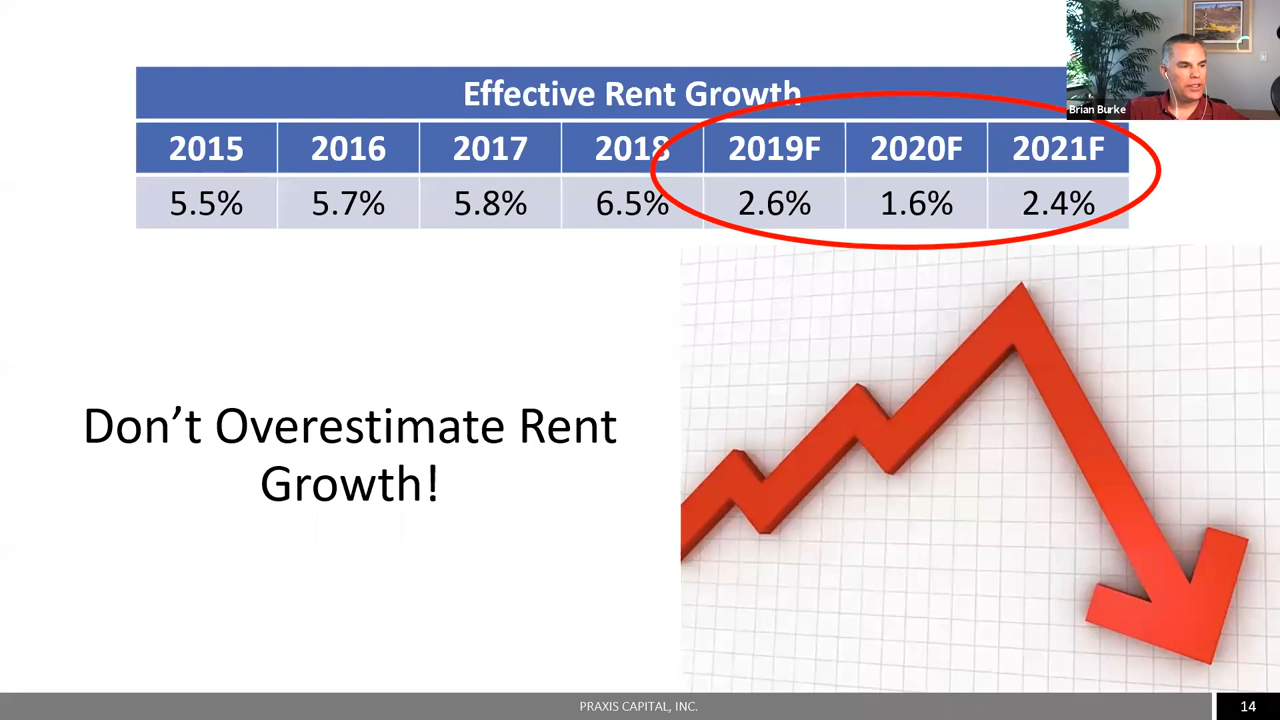 Brian Burke
Effective Rent Growth
2015 2016 2017 2018 2019F 2020F 2021F
5.5% 5.7% 5.8% 6.5% 2.6% 1.6% 2.4%
Don’t Overestimate Rent
Growth!
PRAXIS CAPITAL, INC.
14